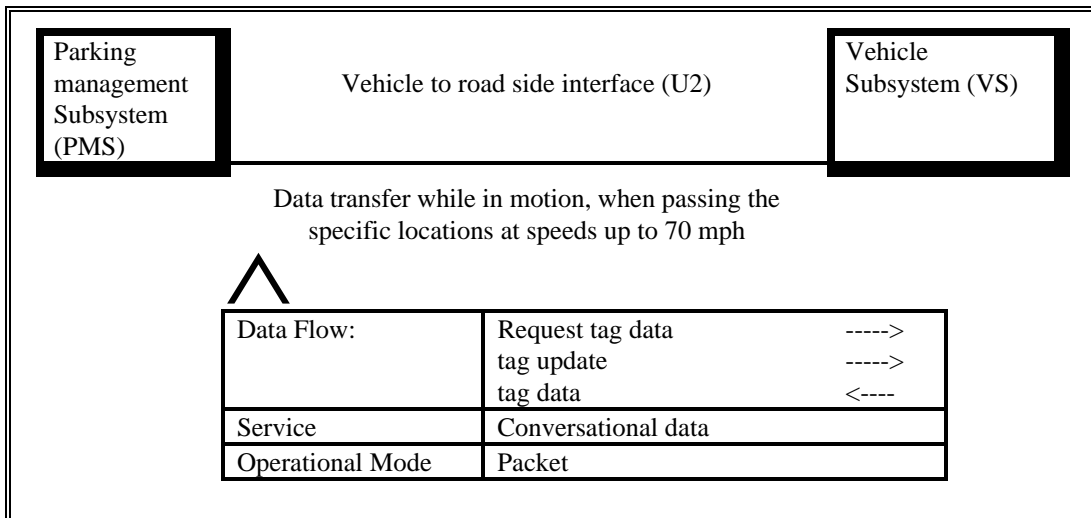 Parking
management
Subsystem
(PMS)
Vehicle to road side interface (U2)
Vehicle
Subsystem (VS)
Data transfer while in motion, when passing the
specific locations at speeds up to 70 mph
Data Flow:
Request tag data ----->
tag update ----->
tag data <----
Service Conversational data
Operational Mode Packet